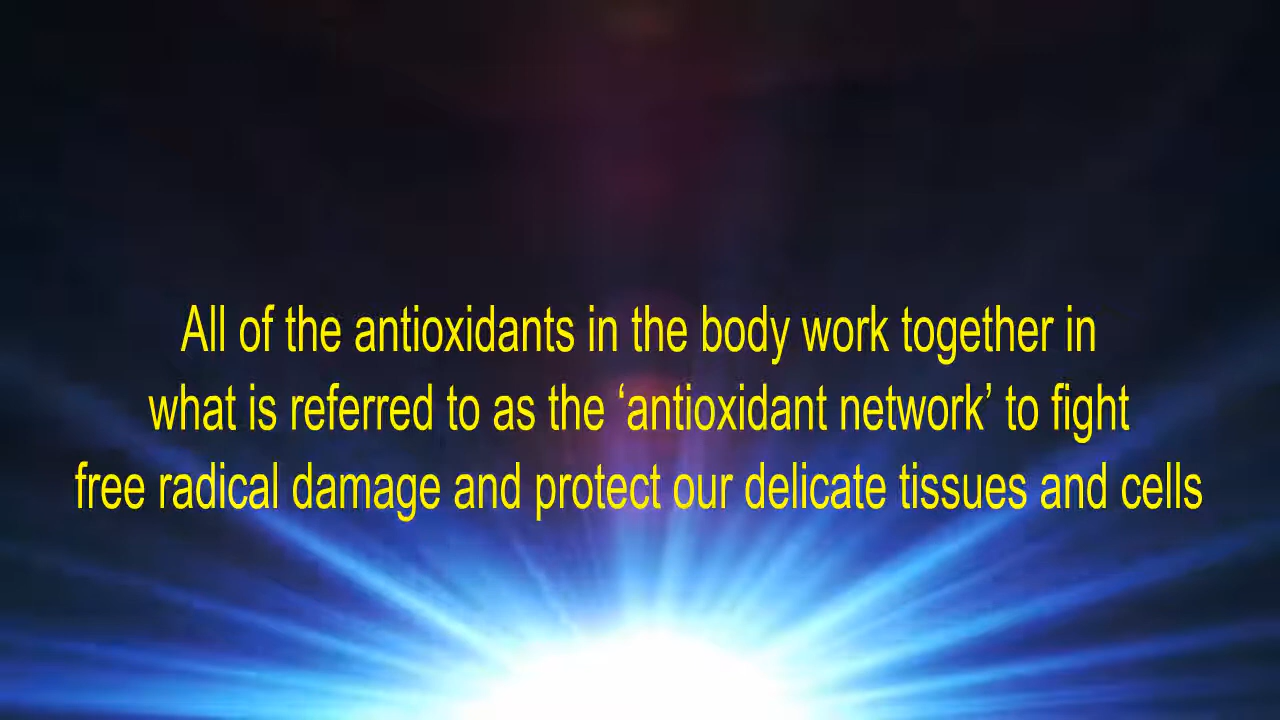 All of the antioxidants in the body work together in
what is referred to as the ‘antioxidant network’ to fight
free radical damage and protect our delicate tissues and cells